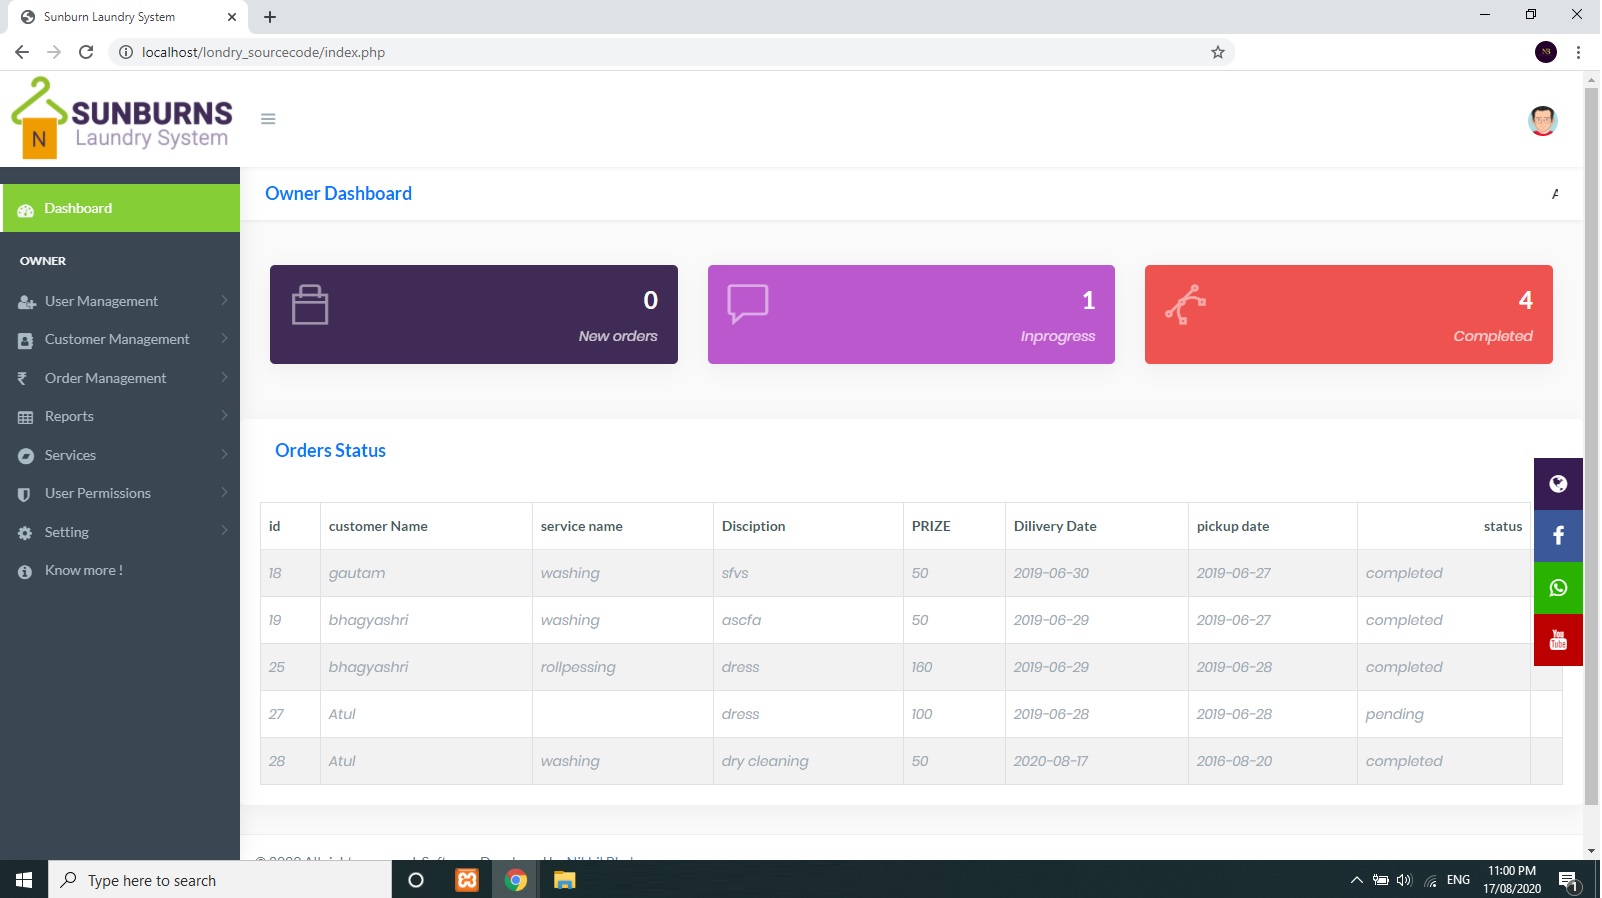 Sunburn Laundry System
localhost/londry_sourcecode/index.php
N3
SUNBURNS
Laundry System
N
Owner Dashboard
Dashboard
OWNER
User Management
Customer Management
Order Management
Reports
Services
User Permissions
Setting
Know more !
0
New orders
1
Inprogress
4
Completed
Orders Status
id customer Name service name Disciption PRIZE Dilivery Date pickup date status
18 gautam washing sfvs 50 2019-06-30 2019-06-27 completed
19 bhagyashri washing ascfa 50 2019-06-29 2019-06-27 completed
25 bhagyashri rollpessing dress 160 2019-06-29 2019-06-28 completed
27 Atul dress 100 2019-06-28 2019-06-28 pending
28 Atul washing dry cleaning 50 2020-08-17 2016-08-20 completed
You
Tube
Type here to search
ENG
11:00 PM
17/08/2020
1